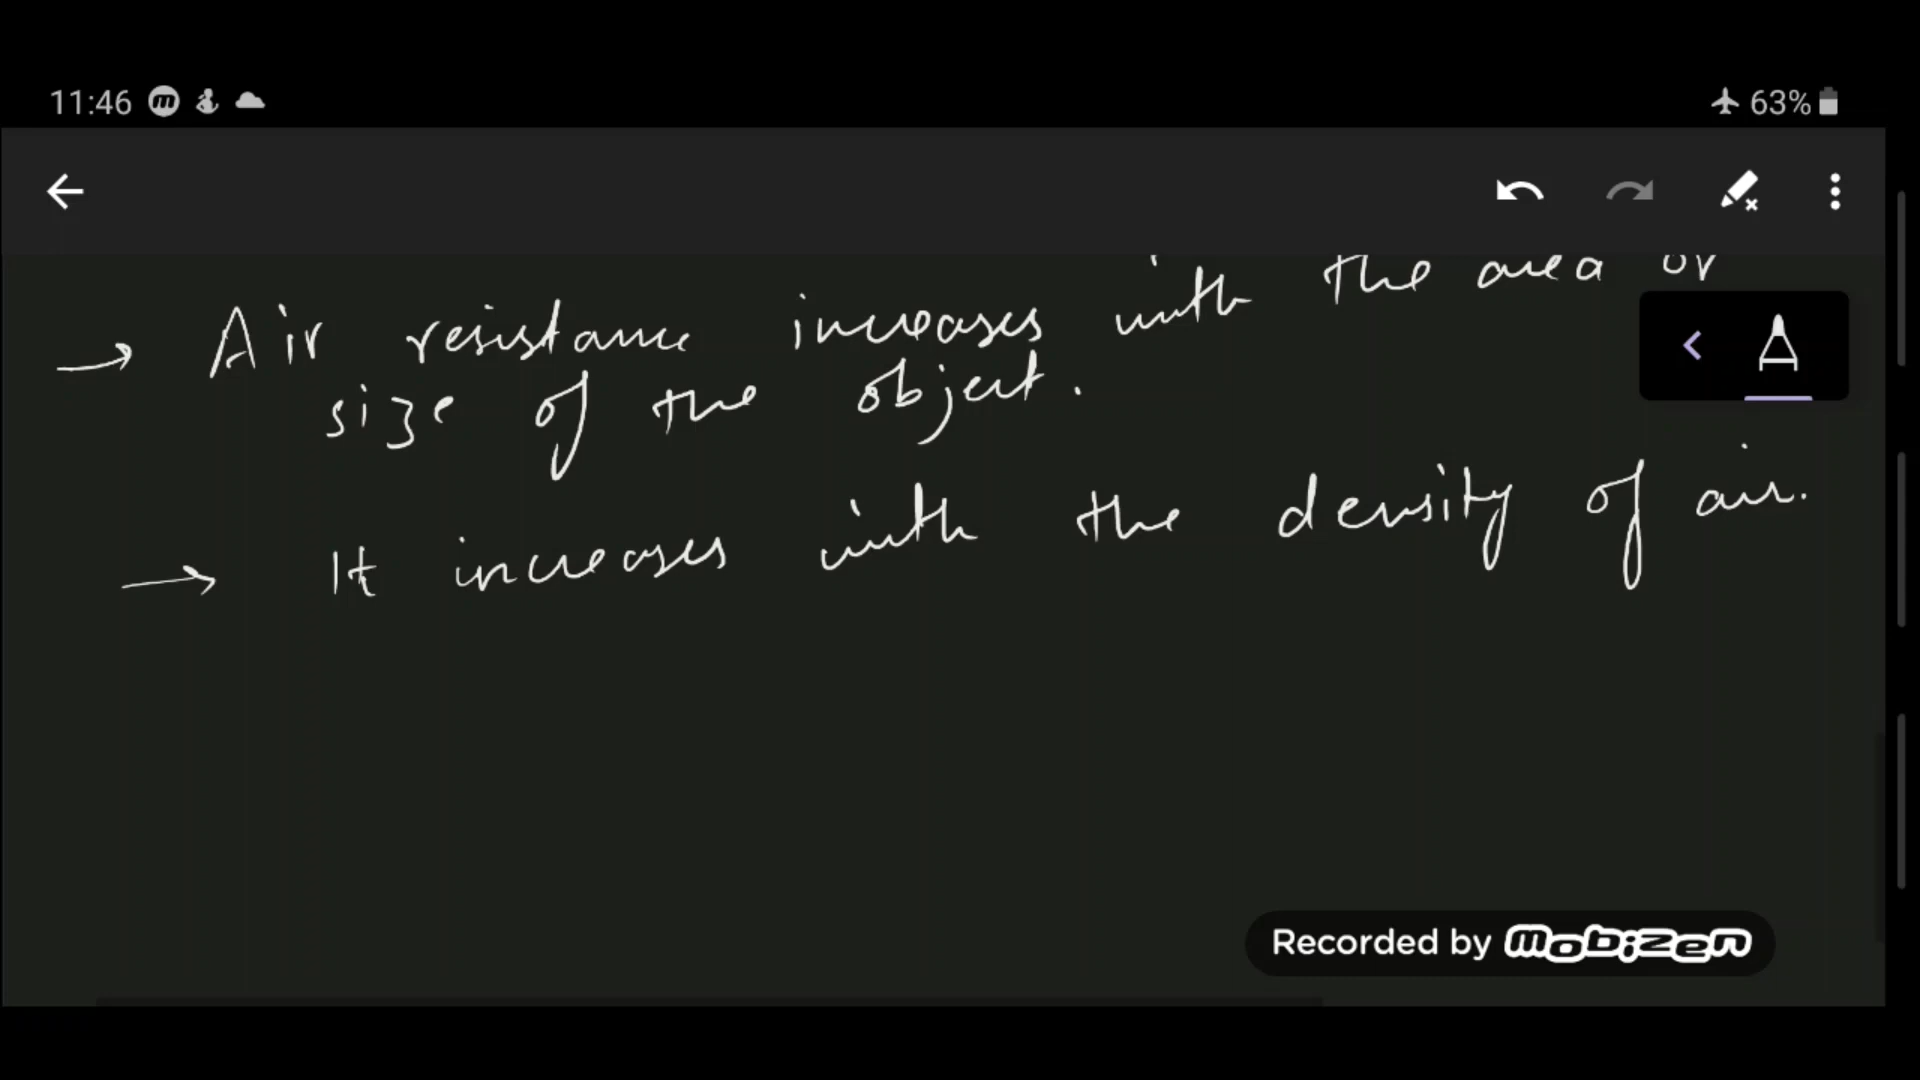 11:46 63%
→ Air resistance increases with the area or
size of the object.
→ It increases with the density of air.
Recorded by mobizen